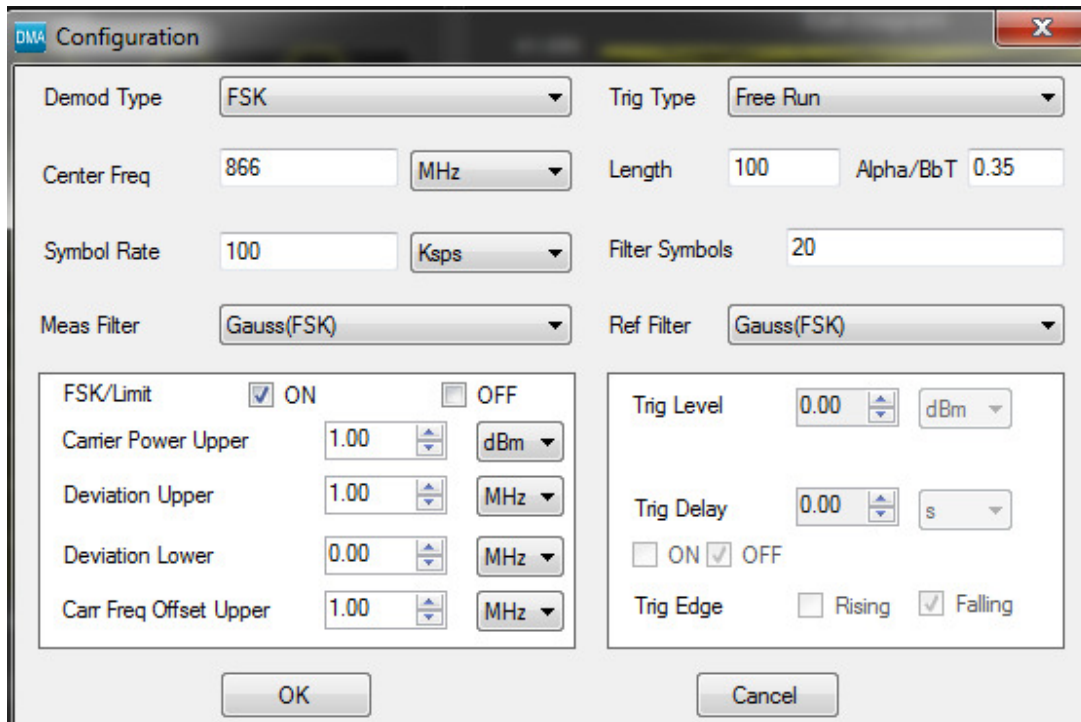 DMA Configuration
Demod Type FSK Trig Type Free Run
Center Freq 866 MHz Length 100 Alpha/BbT 0.35
Symbol Rate 100 Ksps Filter Symbols 20
Meas Filter Gauss(FSK) Ref Filter Gauss(FSK)
FSK/Limit ON OFF
Carrier Power Upper 1.00 dBm
Deviation Upper 1.00 MHz
Deviation Lower 0.00 MHz
Carr Freq Offset Upper 1.00 MHz
Trig Level 0.00 dBm
Trig Delay 0.00 s
ON OFF
Trig Edge Rising Falling
OK Cancel